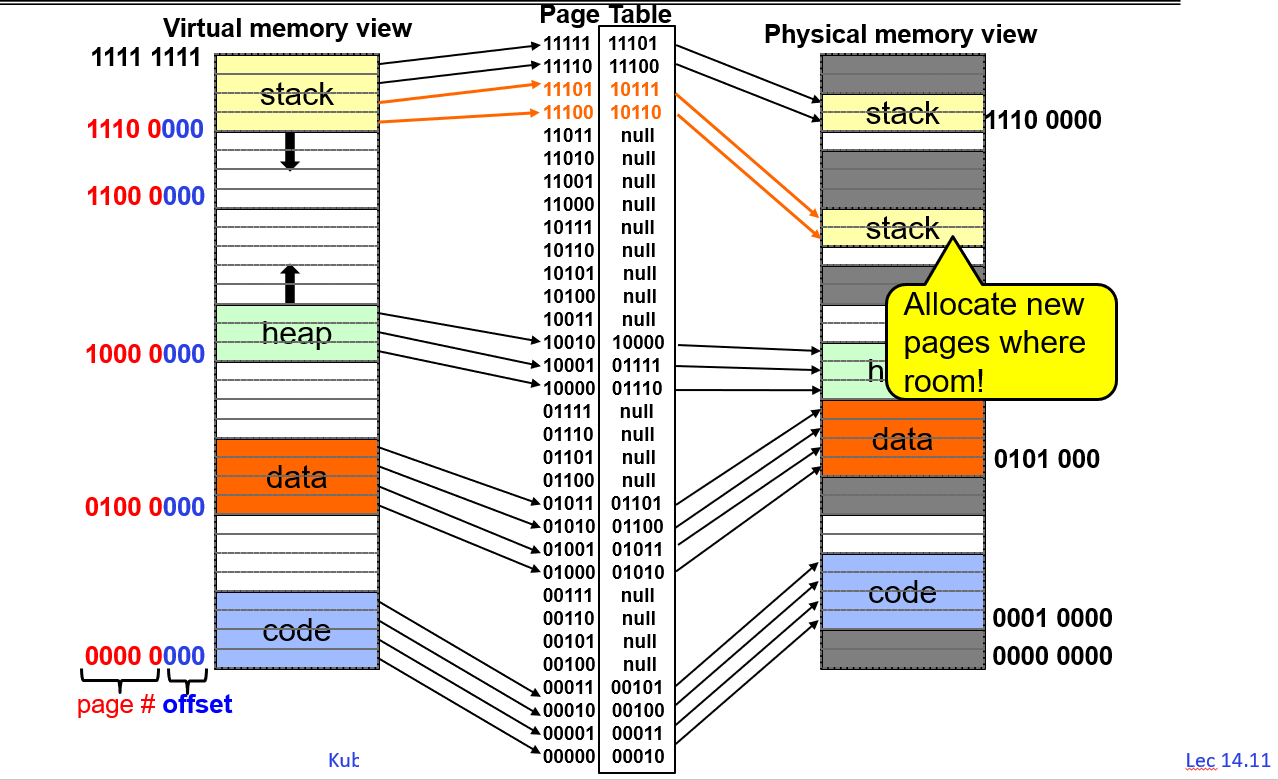 Virtual memory view
Page Table
Physical memory view
1111 1111
stack
1110 0000
1100 0000
heap
1000 0000
data
0100 0000
code
0000 0000
page # offset
11111 11101
11110 11100
11101 10111
11100 10110
11011 null
11010 null
11001 null
11000 null
10111 null
10110 null
10101 null
10100 null
10011 null
10010 10000
10001 01111
10000 01110
01111 null
01110 null
01101 null
01100 null
01011 01101
01010 01100
01001 01011
01000 01010
00111 null
00110 null
00101 null
00100 null
00011 00101
00010 00100
00001 00011
00000 00010
stack
1110 0000
stack
Allocate new
pages where
room!
h
data
0101 000
code
0001 0000
0000 0000
Kub
Lec 14.11